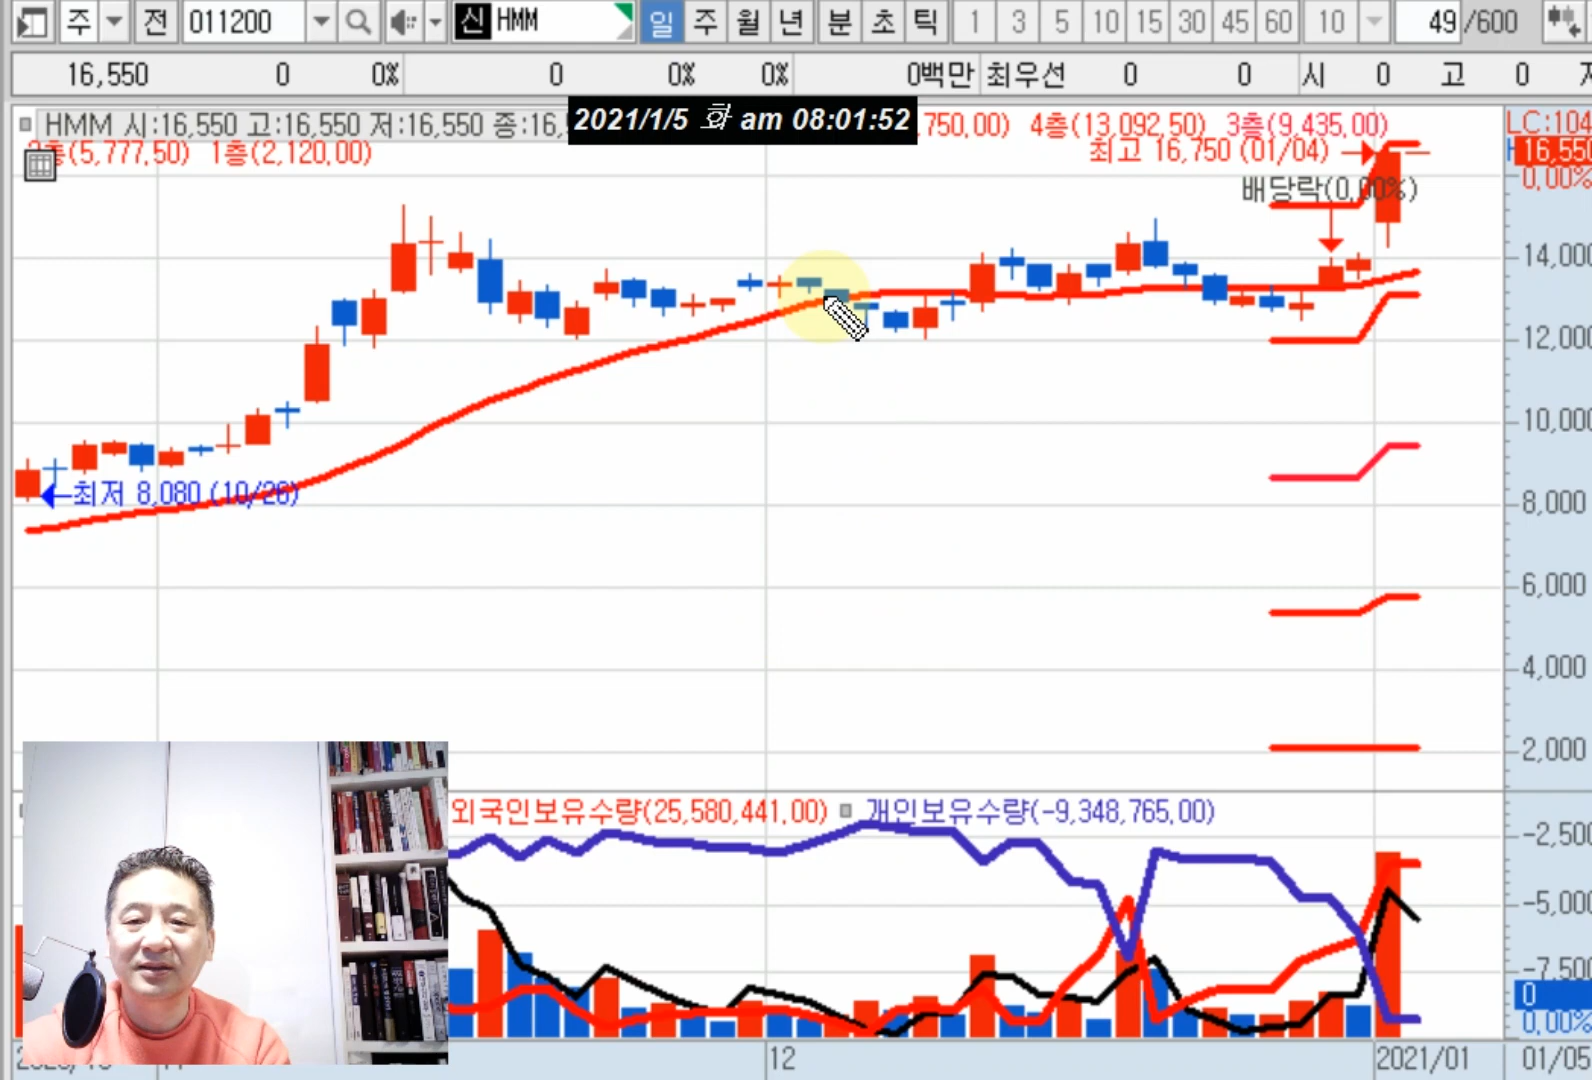 주 전 011200 신 HMM 일 주 월 년 분 초 틱 1 3 5 10 15 30 45 60 10 49 /600
16,550 0 0% 0 0% 0% 0백만 최우선 0 0 시 0 고 0
HMM 시:16,550 고:16,550 저:16,550 종:16, 2021/1/5 화 am 08:01:52 ,750,00) 4층(13,092,50) 3층(9,435,00) LC:104
층(5,777,50) 1층(2,120,00) 최고 16,750 (01/04) 16,550
0,00%
배당락(0,00%)
14,000
12,000
10,000
최저 8,080 (10/26) 8,000
6,000
4,000
2,000
외국인보유수량(25,580,441,00) 개인보유수량(-9,348,765,00)
-2,500
-5,000
-7,500
0
0,00%
12 2021/01 01/05